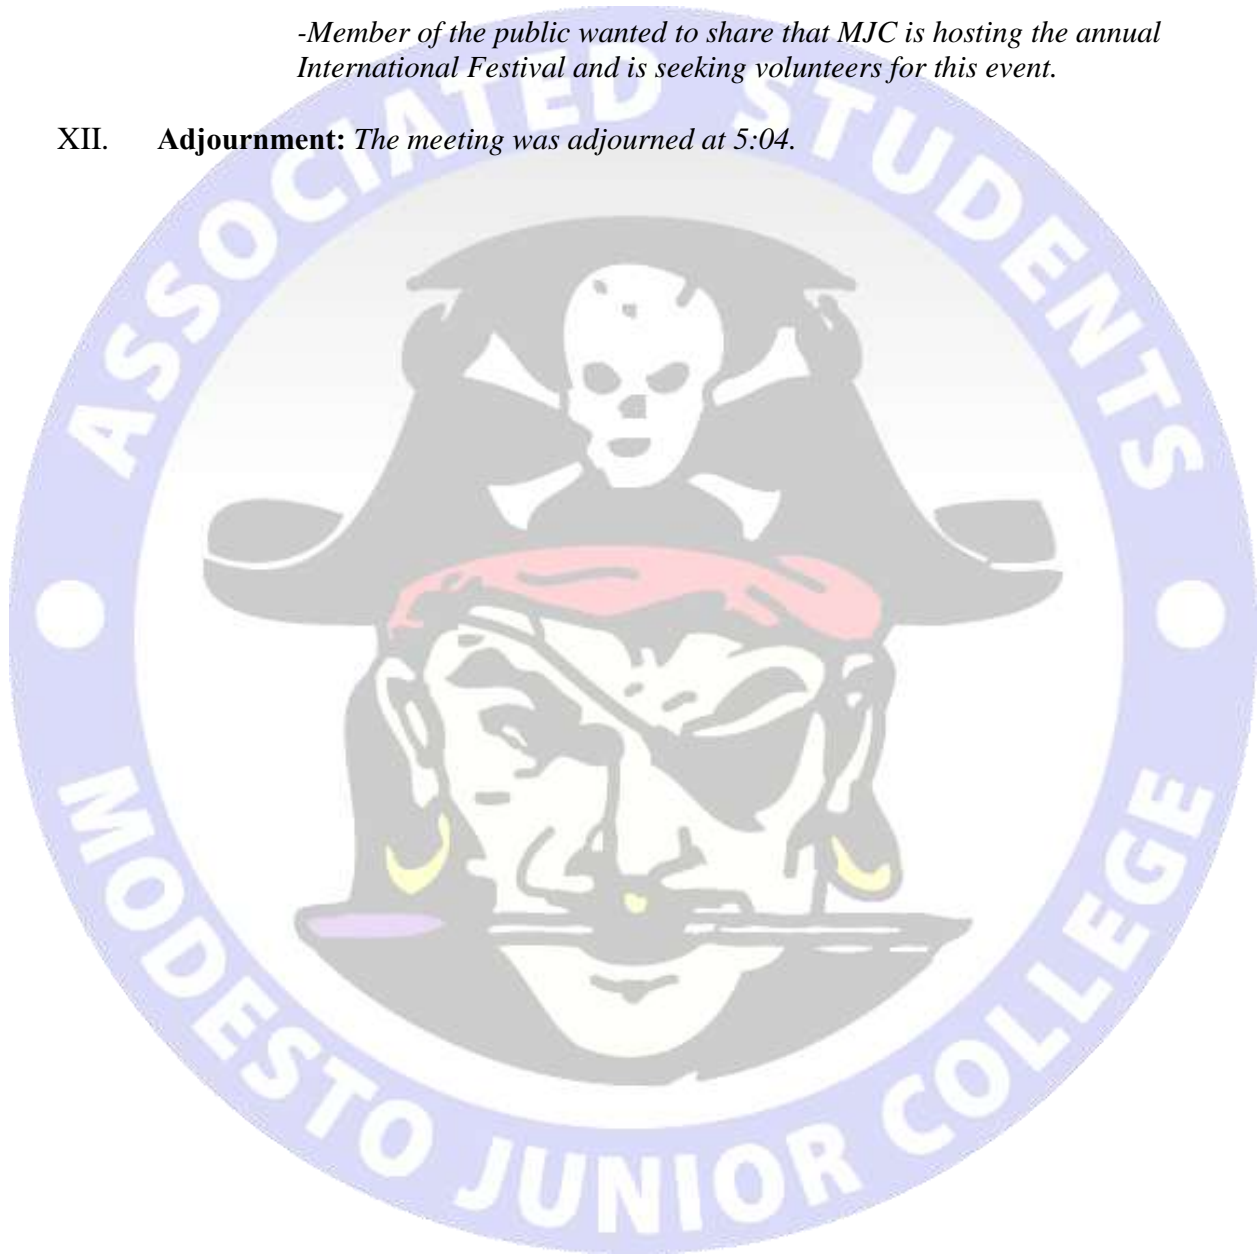 -Member of the public wanted to share that MJC is hosting the annual
International Festival and is seeking volunteers for this event.
XII. Adjournment: The meeting was adjourned at 5:04.
ASSOCIATED STUDENTS
MODESTO JUNIOR COLLEGE